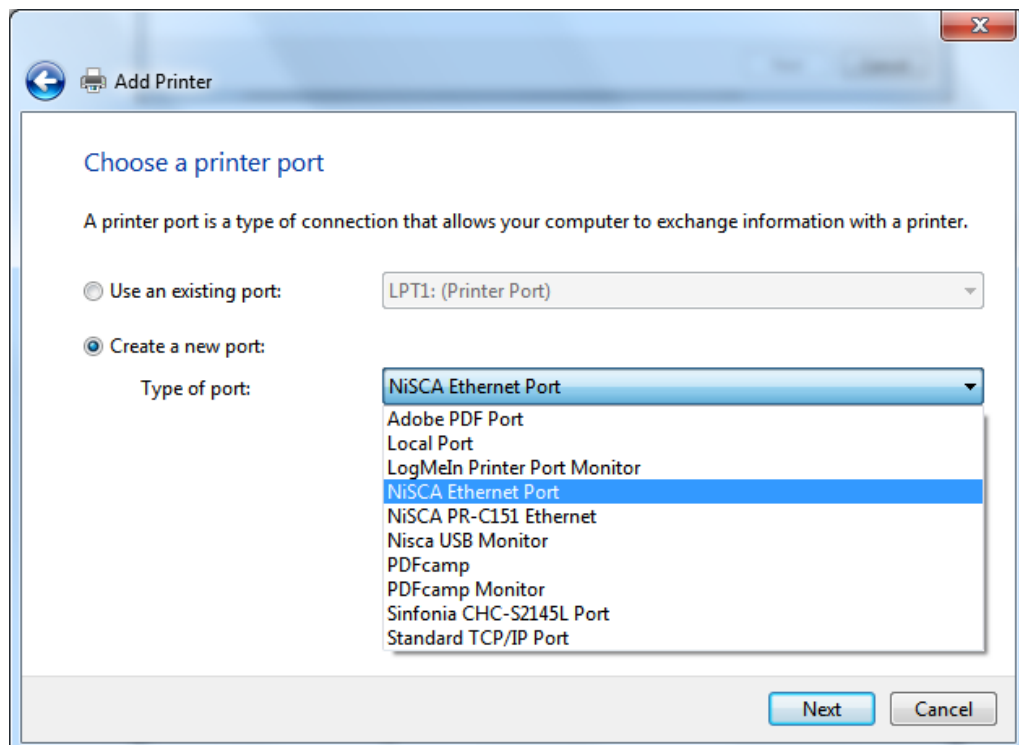 Add Printer
Choose a printer port
A printer port is a type of connection that allows your computer to exchange information with a printer.
Use an existing port: LPT1: (Printer Port)
Create a new port:
Type of port: NiSCA Ethernet Port
Adobe PDF Port
Local Port
LogMeIn Printer Port Monitor
NiSCA Ethernet Port
NiSCA PR-C151 Ethernet
Nisca USB Monitor
PDFcamp
PDFcamp Monitor
Sinfonia CHC-S2145L Port
Standard TCP/IP Port
Next Cancel